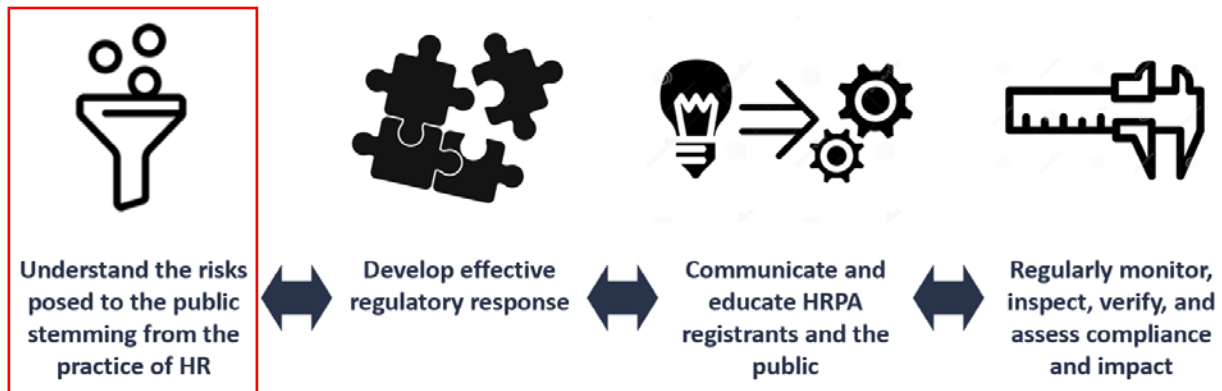 Understand the risks
posed to the public
stemming from the
practice of HR
Develop effective
regulatory response
Communicate and
educate HRPA
registrants and the
public
Regularly monitor,
inspect, verify, and
assess compliance
and impact